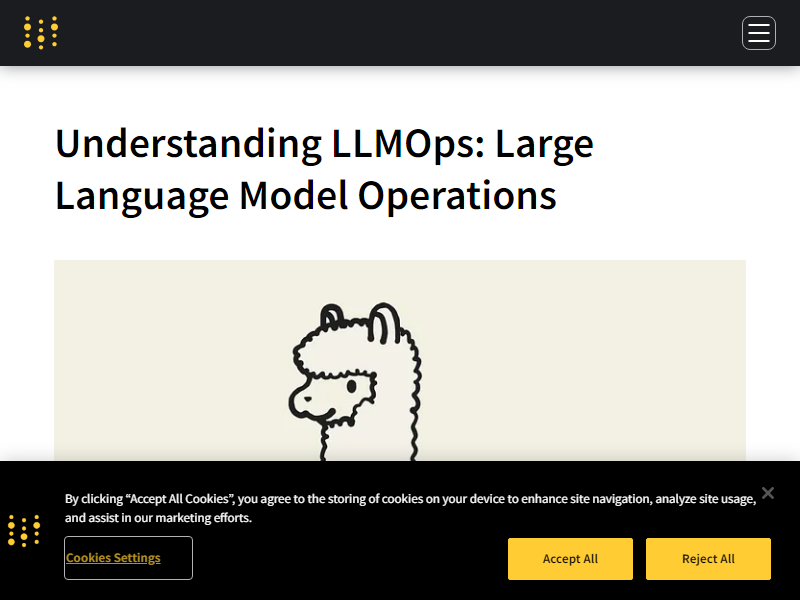 Understanding LLMOps: Large
Language Model Operations
By clicking “Accept All Cookies”, you agree to the storing of cookies on your device to enhance site navigation, analyze site usage,
and assist in our marketing efforts.
Cookies Settings
Accept All
Reject All